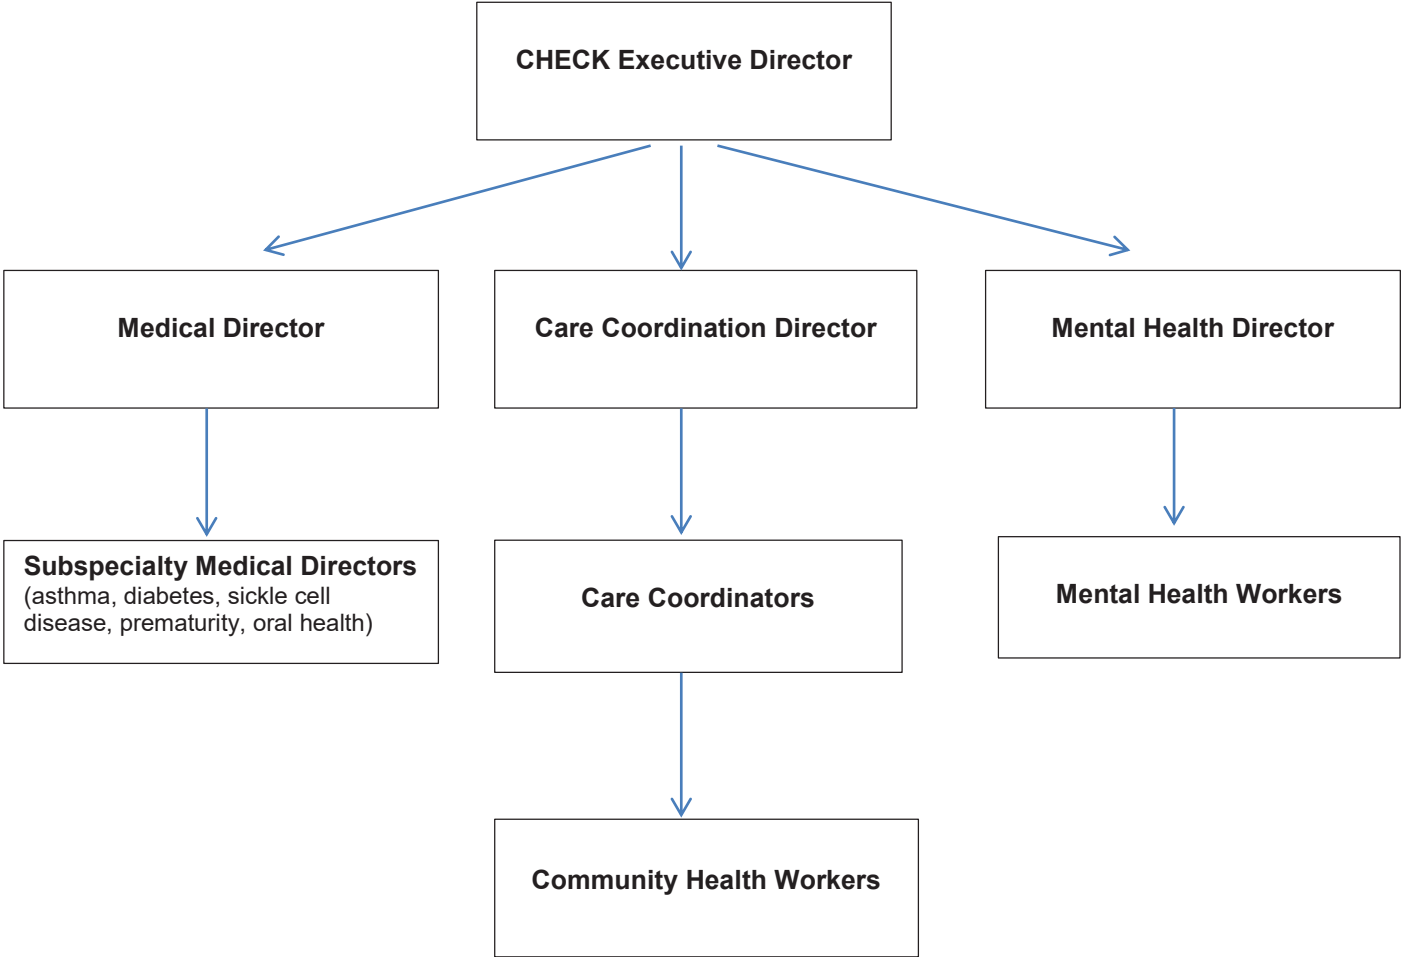 CHECK Executive Director
Medical Director
Care Coordination Director
Mental Health Director
Subspecialty Medical Directors
(asthma, diabetes, sickle cell
disease, prematurity, oral health)
Care Coordinators
Mental Health Workers
Community Health Workers